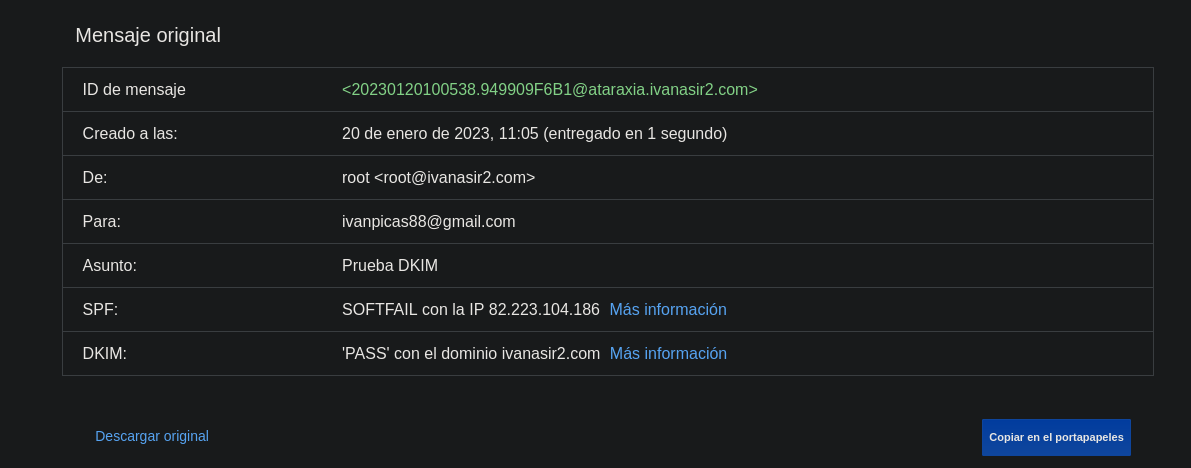 Mensaje original
ID de mensaje <20230120100538.949909F6B1@ataraxia.ivanasir2.com>
Creado a las: 20 de enero de 2023, 11:05 (entregado en 1 segundo)
De: root <root@ivanasir2.com>
Para: ivanpicas88@gmail.com
Asunto: Prueba DKIM
SPF: SOFTFAIL con la IP 82.223.104.186 Más información
DKIM: 'PASS' con el dominio ivanasir2.com Más información
Descargar original Copiar en el portapapeles